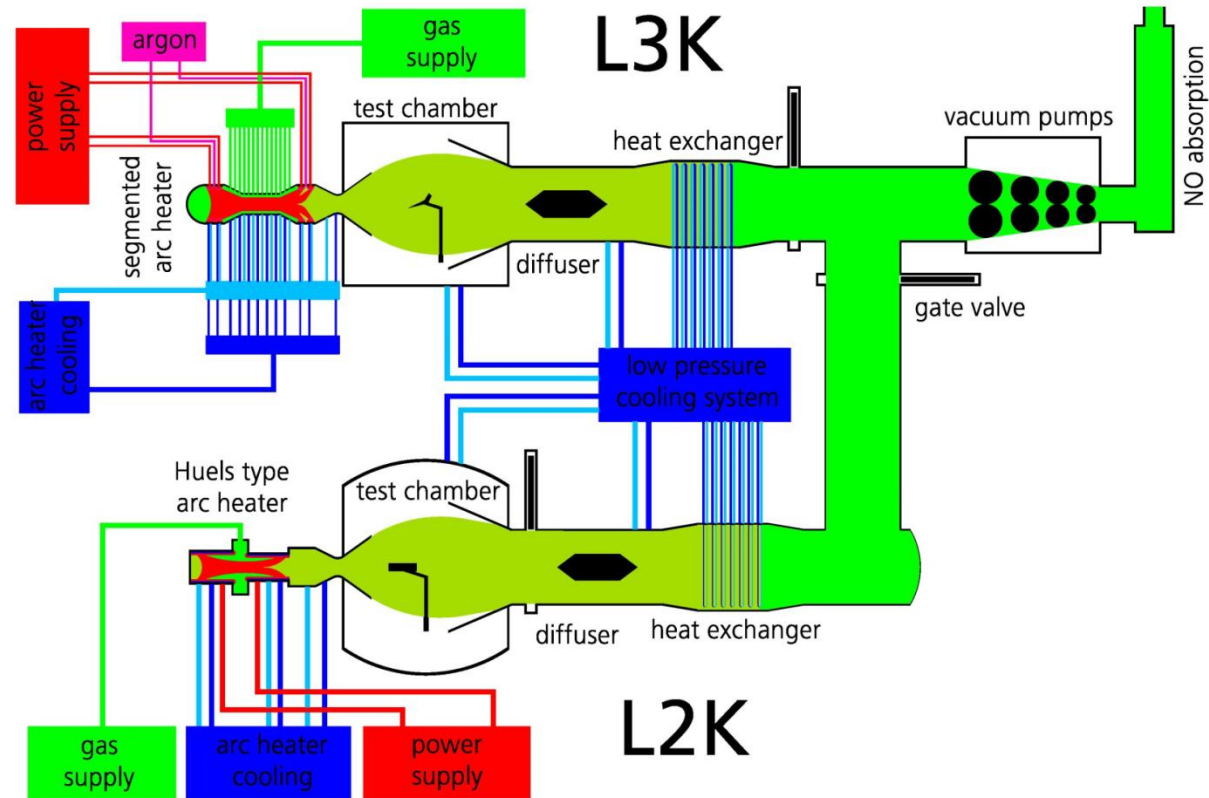 L3K
power
supply
argon
gas
supply
test chamber
heat exchanger
vacuum pumps
NO absorption
segmented
arc heater
diffuser
gate valve
arc heater
cooling
low pressure
cooling system
Huels type
arc heater
test chamber
diffuser
heat exchanger
L2K
gas
supply
arc heater
cooling
power
supply